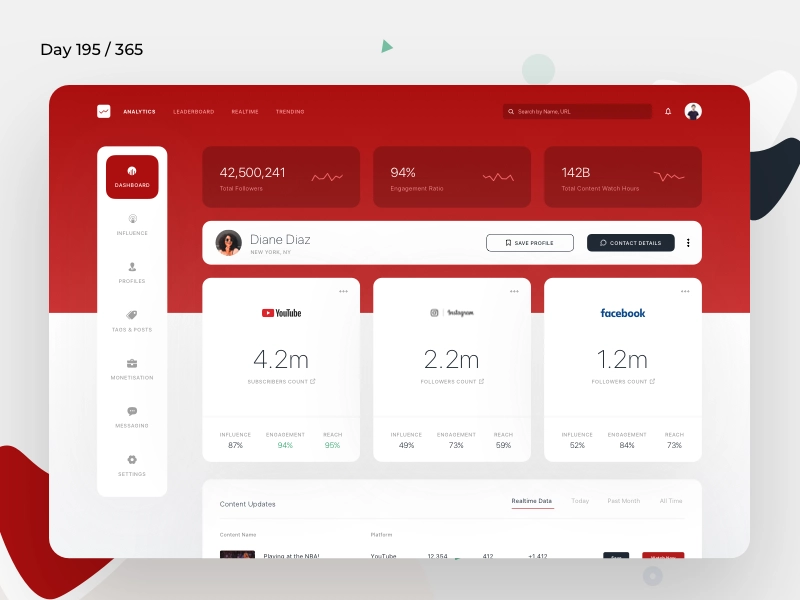 Day 195 / 365
ANALYTICS LEADERBOARD REALTIME TRENDING Search by Name, URL
DASHBOARD
INFLUENCE
PROFILES
TAGS & POSTS
MONETISATION
MESSAGING
SETTINGS
42,500,241
Total Followers
94%
Engagement Ratio
142B
Total Content Watch Hours
Diane Diaz
NEW YORK, NY
SAVE PROFILE
CONTACT DETAILS
YouTube
4.2m
SUBSCRIBERS COUNT
INFLUENCE ENGAGEMENT REACH
87% 94% 95%
Instagram
2.2m
FOLLOWERS COUNT
INFLUENCE ENGAGEMENT REACH
49% 73% 59%
facebook
1.2m
FOLLOWERS COUNT
INFLUENCE ENGAGEMENT REACH
52% 84% 73%
Content Updates Realtime Data Today Past Month All Time
Content Name Platform
Playing at the NBA! YouTube 12,354 412 +1,412